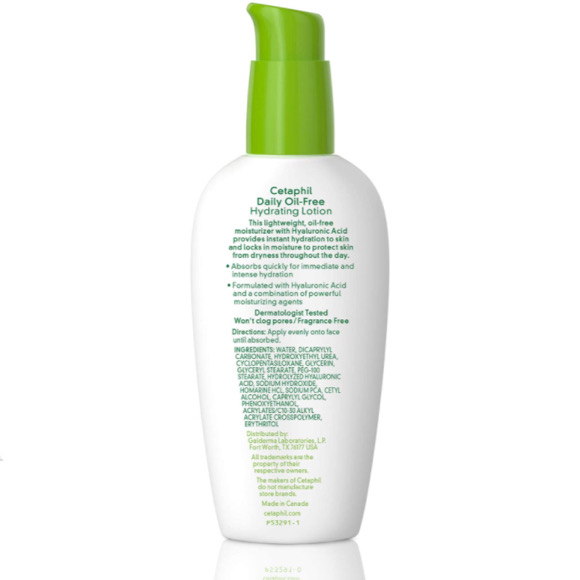 Cetaphil
Daily Oil-Free
Hydrating Lotion
This lightweight, oil-free
moisturizer with Hyaluronic Acid
provides instant hydration to skin
and locks in moisture to protect skin
from dryness throughout the day.
• Absorbs quickly for immediate and
intense hydration
• Formulated with Hyaluronic Acid
and a combination of powerful
moisturizing agents
Dermatologist Tested
Won't clog pores / Fragrance Free
Directions: Apply evenly onto face
until absorbed.
INGREDIENTS: WATER, DICAPRYLYL
CARBONATE, HYDROXYETHYL UREA,
CYCLOPENTASILOXANE, GLYCERIN,
GLYCERYL STEARATE, PEG-100
STEARATE, HYDROLYZED HYALURONIC
ACID, SODIUM HYDROXIDE,
HOMARINE HCL, SODIUM PCA, CETYL
ALCOHOL, CAPRYLYL GLYCOL,
PHENOXYETHANOL,
ACRYLATES/C10-30 ALKYL
ACRYLATE CROSSPOLYMER,
ERYTHRITOL
Distributed by:
Galderma Laboratories, L.P.
Fort Worth, TX 76177 USA
All trademarks are the
property of their
respective owners.
The makers of Cetaphil
do not manufacture
store brands.
Made in Canada
cetaphil.com
P53291-1